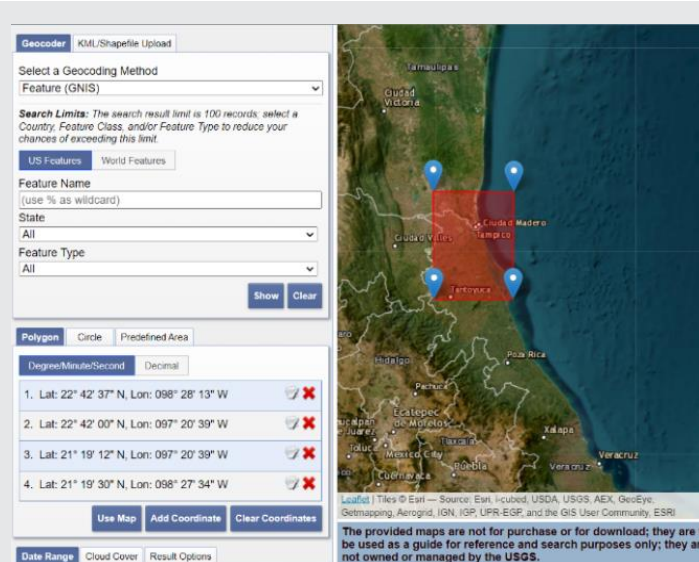 Geocoder KML/Shapefile Upload
Select a Geocoding Method
Feature (GNIS)
Search Limits: The search result limit is 100 records; select a
Country, Feature Class, and/or Feature Type to reduce your
chances of exceeding this limit.
US Features World Features
Feature Name
(use % as wildcard)
State
All
Feature Type
All
Show Clear
Polygon Circle Predefined Area
Degree/Minute/Second Decimal
1. Lat: 22° 42' 37" N, Lon: 098° 28' 13" W
2. Lat: 22° 42' 00" N, Lon: 097° 20' 39" W
3. Lat: 21° 19' 12" N, Lon: 097° 20' 39" W
4. Lat: 21° 19' 30" N, Lon: 098° 27' 34" W
Use Map Add Coordinate Clear Coordinates
Date Range Cloud Cover Result Options
Tamaulipas
Ciudad
Victoria
Ciudad Madero
Tampico
Ciudad Valles
Tantoyuca
Poza Rica
Hidalgo
Pachuca
Ecatepec
de Morelos
Toluca
Mexico City
Tlaxcala
Xalapa
Puebla
Veracruz
Veracruz
Cuernavaca
Leaflet | Tiles © Esri — Source: Esri, i-cubed, USDA, USGS, AEX, GeoEye,
Getmapping, Aerogrid, IGN, IGP, UPR-EGP, and the GIS User Community, ESRI
The provided maps are not for purchase or for download; they are
be used as a guide for reference and search purposes only; they ar
not owned or managed by the USGS.